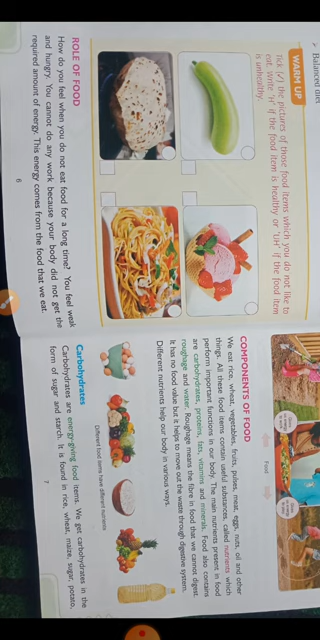 > Balanced diet
WARM UP
Tick (✓) the pictures of those food items which you do not like to
eat. Write 'H' if the food item is healthy or 'UH' if the food item
is unhealthy.
ROLE OF FOOD
How do you feel when you do not eat food for a long time? You feel weak
and hungry. You cannot do any work because your body did not get the
required amount of energy. This energy comes from the food that we eat.
6
Food
COMPONENTS OF FOOD
We eat rice, wheat, vegetables, fruits, pulses, meat, eggs, nuts, oil and other
things. All these food items contain useful substances called nutrients which
perform important functions in our body. The main nutrients present in food
are carbohydrates, proteins, fats, vitamins and minerals. Food also contains
roughage and water. Roughage means the fibre in food that we cannot digest.
It has no food value but it helps to move out the waste through digestive system.
Different nutrients help our body in various ways.
Different food items have different nutrients
Carbohydrates
Carbohydrates are energy-giving food items. We get carbohydrates in the
form of sugar and starch. It is found in rice, wheat, maize, sugar, potato,
7